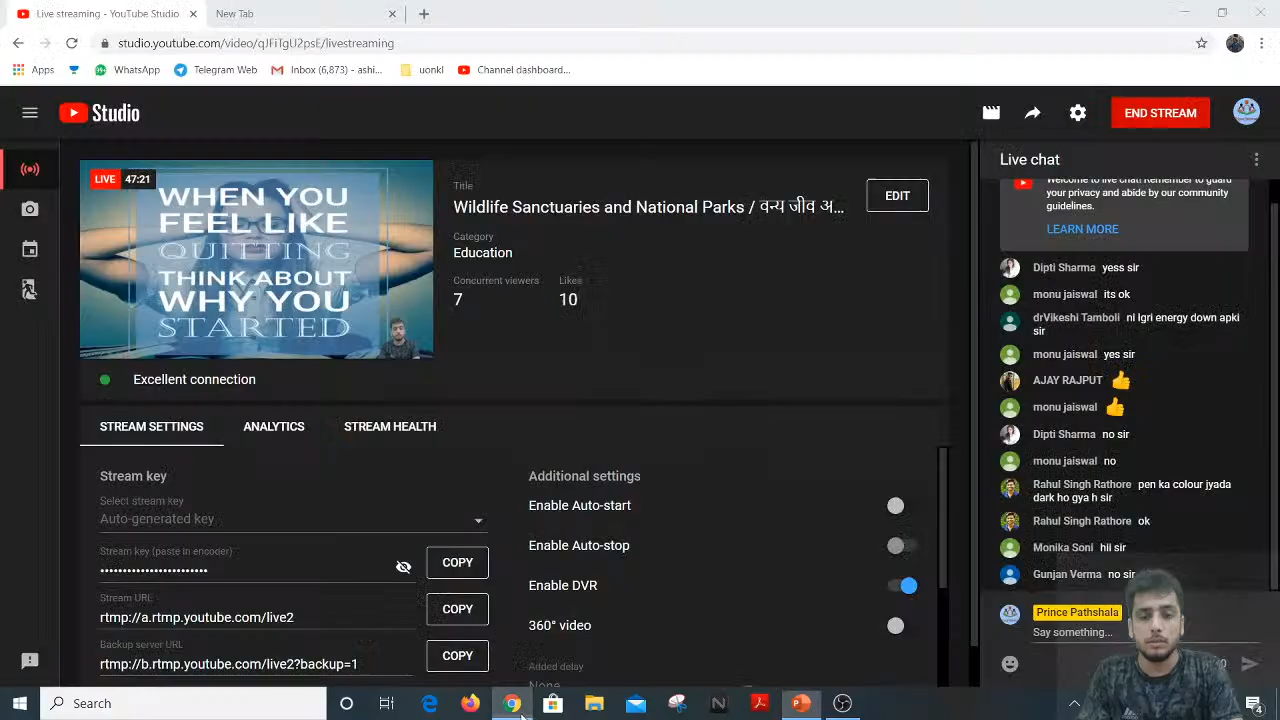 Live streaming - YouTube Studio
New Tab
studio.youtube.com/video/qJFiTgU2psE/livestreaming
Apps
WhatsApp
Telegram Web
Inbox (6,873) - ashi...
uonkl
Channel dashboard...
Studio
END STREAM
LIVE 47:21
WHEN YOU
FEEL LIKE
QUITTING
THINK ABOUT
WHY YOU
STARTED
Title
Wildlife Sanctuaries and National Parks / वन्य जीव अ...
EDIT
Category
Education
Concurrent viewers
Likes
7
10
Excellent connection
STREAM SETTINGS
ANALYTICS
STREAM HEALTH
Stream key
Select stream key
Auto-generated key
Stream key (paste in encoder)
COPY
Stream URL
rtmp://a.rtmp.youtube.com/live2
COPY
Backup server URL
rtmp://b.rtmp.youtube.com/live2?backup=1
COPY
Additional settings
Enable Auto-start
Enable Auto-stop
Enable DVR
360° video
Added delay
None
Live chat
Welcome to live chat! Remember to guard
your privacy and abide by our community
guidelines.
LEARN MORE
Dipti Sharma yess sir
monu jaiswal its ok
drVikeshi Tamboli nI lgri energy down apki
sir
monu jaiswal yes sir
AJAY RAJPUT 👍
monu jaiswal 👍
Dipti Sharma no sir
monu jaiswal no
Rahul Singh Rathore pen ka colour jyada
dark ho gya h sir
Rahul Singh Rathore ok
Monika Soni hii sir
Gunjan Verma no sir
Prince Pathshala
Say something...
Search
4